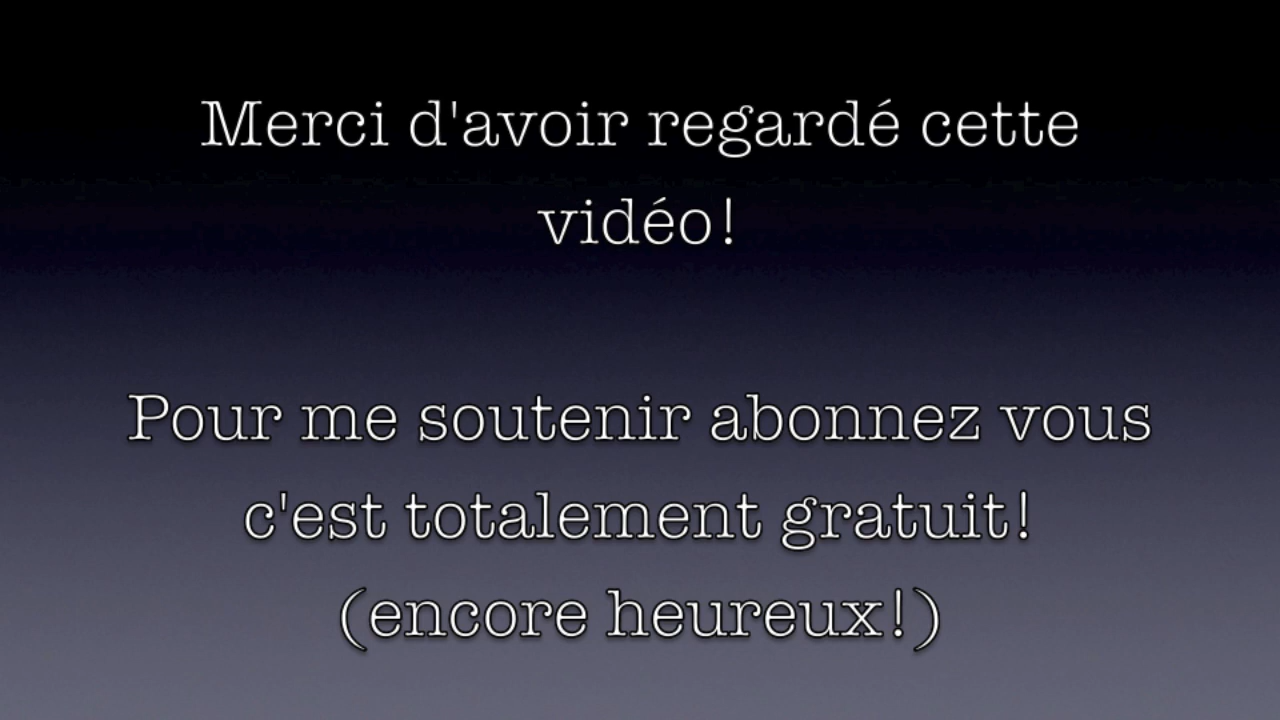 Merci d'avoir regardé cette
vidéo!
Pour me soutenir abonnez vous
c'est totalement gratuit!
(encore heureux!)